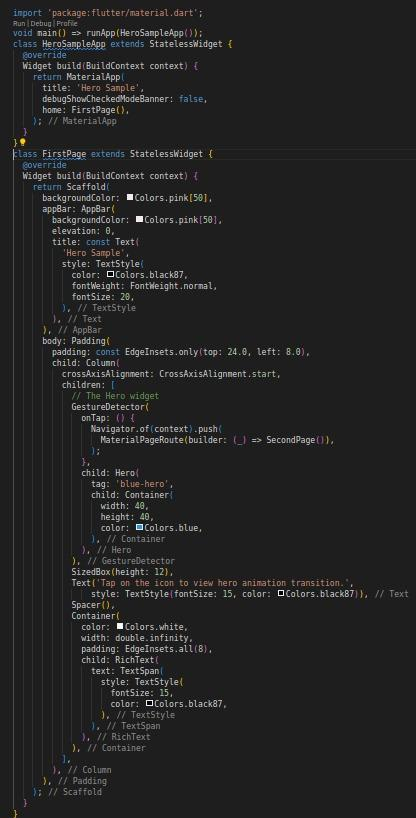 import 'package:flutter/material.dart';
Run | Debug | Profile
void main() => runApp(HeroSampleApp());
class HeroSampleApp extends StatelessWidget {
  @override
  Widget build(BuildContext context) {
    return MaterialApp(
      title: 'Hero Sample',
      debugShowCheckedModeBanner: false,
      home: FirstPage(),
    ); // MaterialApp
  }
}
class FirstPage extends StatelessWidget {
  @override
  Widget build(BuildContext context) {
    return Scaffold(
      backgroundColor: Colors.pink[50],
      appBar: AppBar(
        backgroundColor: Colors.pink[50],
        elevation: 0,
        title: const Text(
          'Hero Sample',
          style: TextStyle(
            color: Colors.black87,
            fontWeight: FontWeight.normal,
            fontSize: 20,
          ), // TextStyle
        ), // Text
      ), // AppBar
      body: Padding(
        padding: const EdgeInsets.only(top: 24.0, left: 8.0),
        child: Column(
          crossAxisAlignment: CrossAxisAlignment.start,
          children: [
            // The Hero widget
            GestureDetector(
              onTap: () {
                Navigator.of(context).push(
                  MaterialPageRoute(builder: (_) => SecondPage()),
                );
              },
              child: Hero(
                tag: 'blue-hero',
                child: Container(
                  width: 40,
                  height: 40,
                  color: Colors.blue,
                ), // Container
              ), // Hero
            ), // GestureDetector
            SizedBox(height: 12),
            Text('Tap on the icon to view hero animation transition.',
                style: TextStyle(fontSize: 15, color: Colors.black87)), // Text
            Spacer(),
            Container(
              color: Colors.white,
              width: double.infinity,
              padding: EdgeInsets.all(8),
              child: RichText(
                text: TextSpan(
                  style: TextStyle(
                    fontSize: 15,
                    color: Colors.black87,
                  ), // TextStyle
                ), // TextSpan
              ), // RichText
            ), // Container
          ],
        ), // Column
      ), // Padding
    ); // Scaffold
  }
}